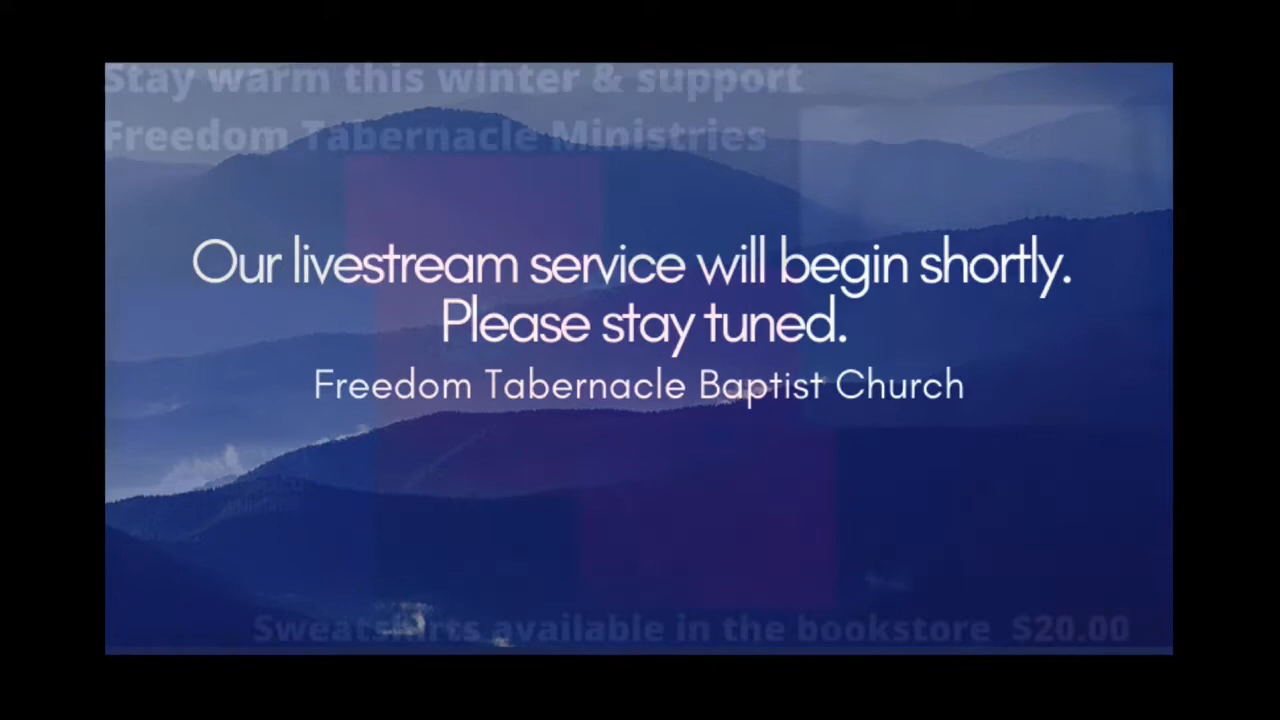 Stay warm this winter & support
Freedom Tabernacle Ministries
Our livestream service will begin shortly.
Please stay tuned.
Freedom Tabernacle Baptist Church
Sweatshirts available in the bookstore $20.00